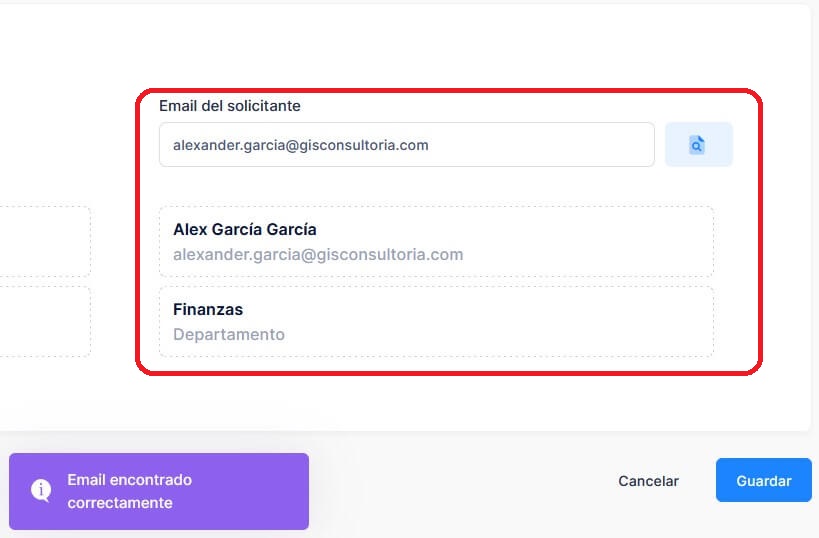 Email del solicitante
alexander.garcia@gisconsultoria.com
Alex García García
alexander.garcia@gisconsultoria.com
Finanzas
Departamento
Email encontrado
correctamente
Cancelar
Guardar